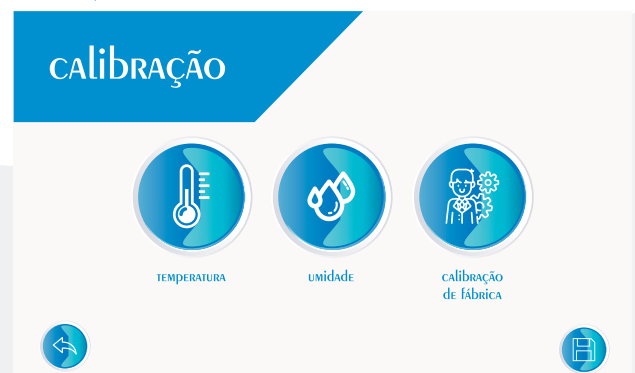 calibração
temperatura
umidade
calibração
de fábrica